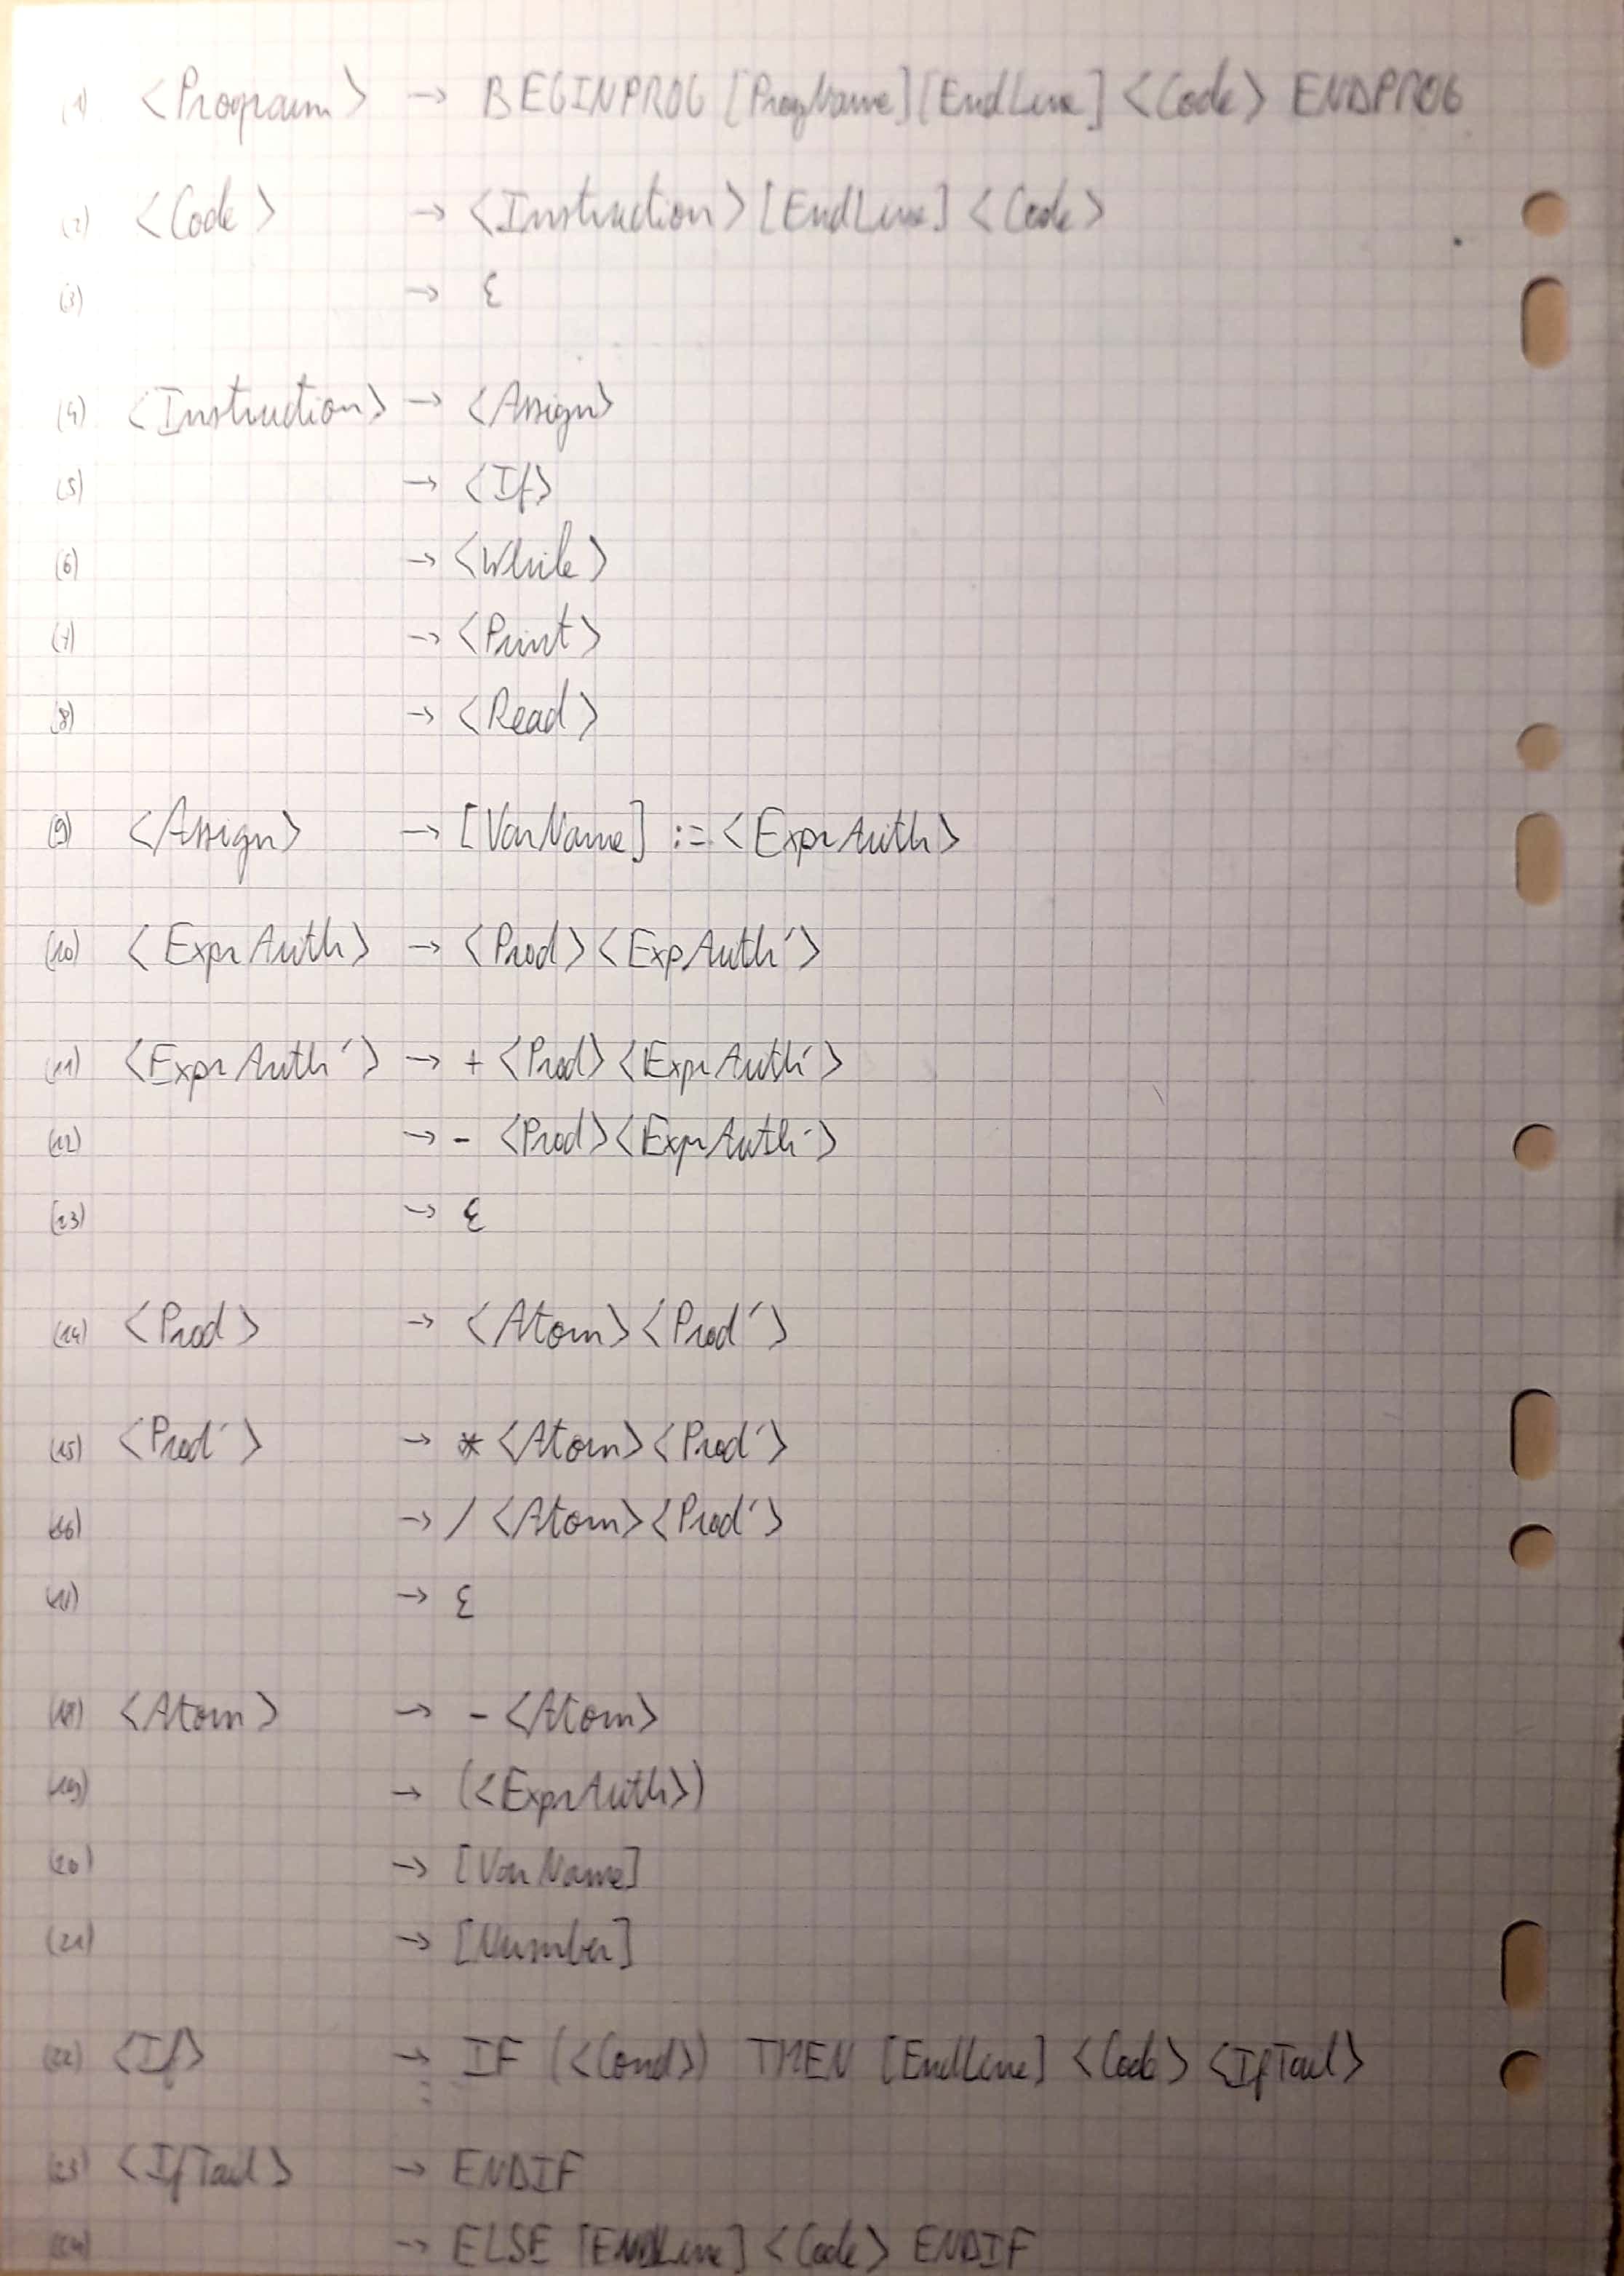 (1) <Program> → BEGINPROG [ProgName][EndLine] <Code> ENDPROG
(2) <Code> → <Instruction>[EndLine] <Code>
(3) → ε
(4) <Instruction> → <Assign>
(5) → <If>
(6) → <While>
(7) → <Print>
(8) → <Read>
(9) <Assign> → [VarName] := <ExprArith>
(10) <ExprArith> → <Prod><ExpArith'>
(11) <ExprArith'> → + <Prod><ExprArith'>
(12) → - <Prod><ExprArith'>
(13) → ε
(14) <Prod> → <Atom><Prod'>
(15) <Prod'> → * <Atom><Prod'>
(16) → / <Atom><Prod'>
(17) → ε
(18) <Atom> → - <Atom>
(19) → (<ExprArith>)
(20) → [VarName]
(21) → [Number]
(22) <If> → IF (<Cond>) THEN [EndLine] <Code> <IfTail>
(23) <IfTail> → ENDIF
(24) → ELSE [ENDLine] <Code> ENDIF